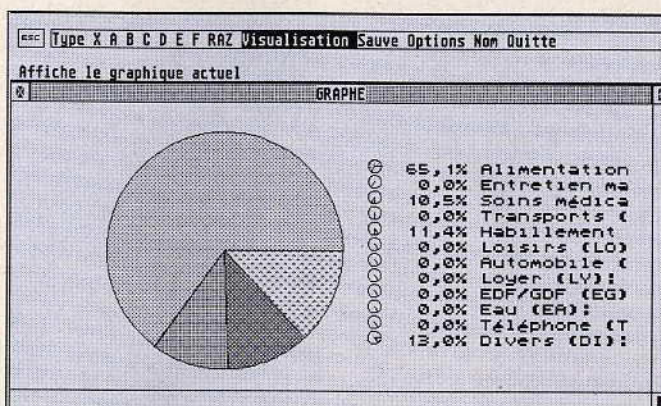 esc Type X A B C D E F RAZ Visualisation Sauve Options Nom Quitte
Affiche le graphique actuel
GRAPHE
65,1% Alimentation
0,0% Entretien ma
10,5% Soins médica
0,0% Transports (
11,4% Habillement
0,0% Loisirs (LO)
0,0% Automobile (
0,0% Loyer (LY):
0,0% EDF/GDF (EG)
0,0% Eau (EA):
0,0% Téléphone (T
13,0% Divers (DI):